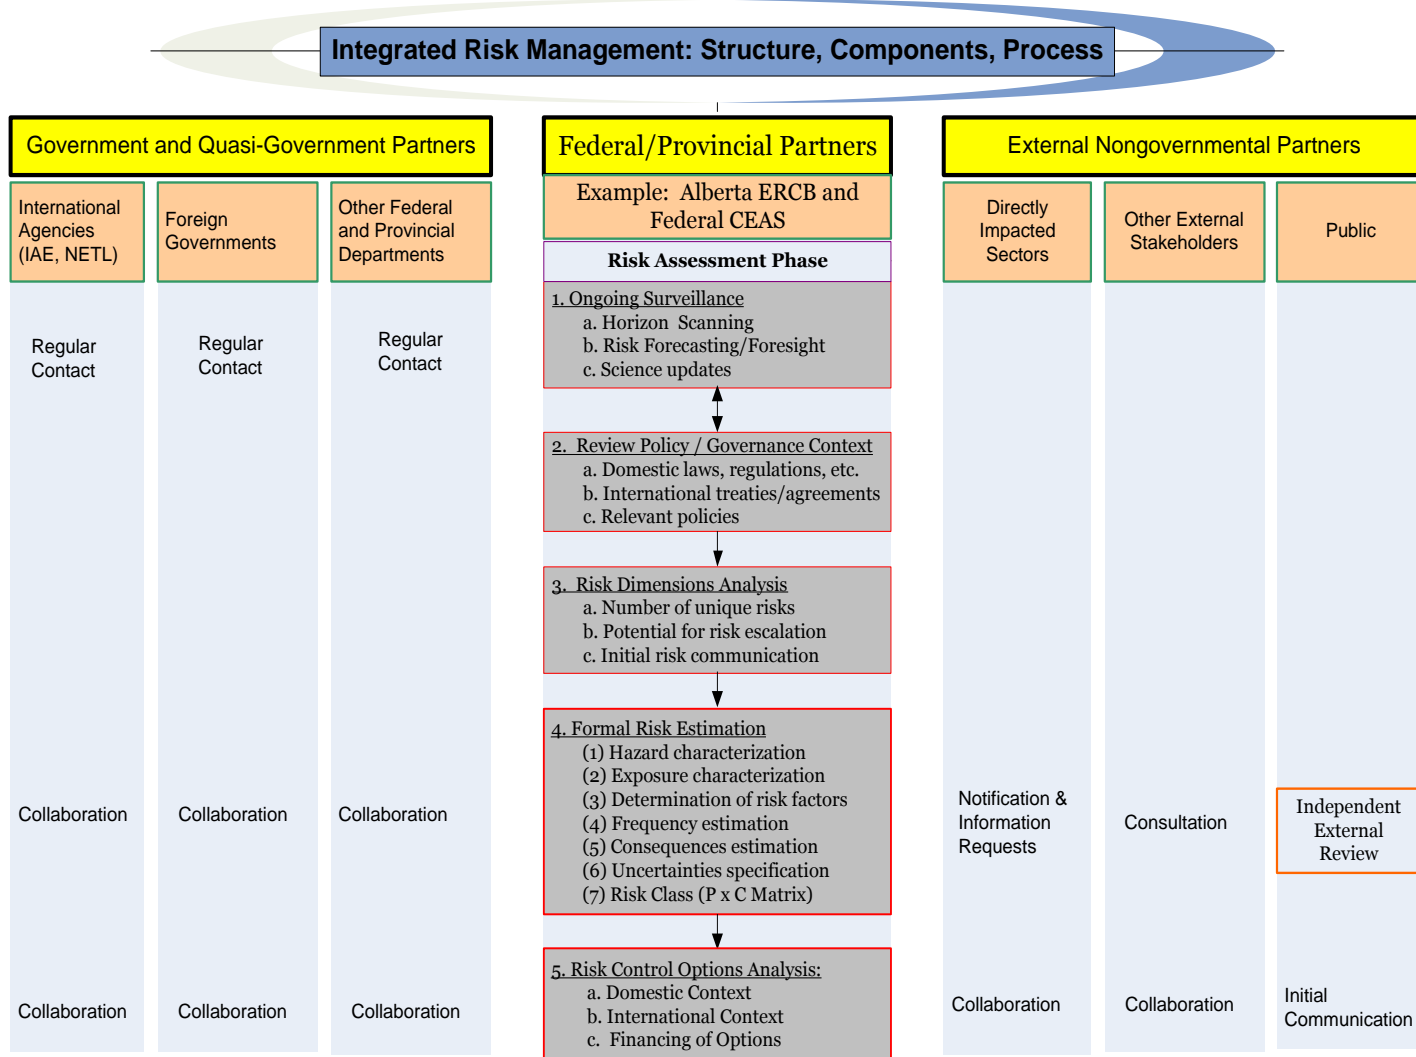 Integrated Risk Management: Structure, Components, Process
Government and Quasi-Government Partners
Federal/Provincial Partners
External Nongovernmental Partners
International
Agencies
(IAE, NETL)
Foreign
Governments
Other Federal
and Provincial
Departments
Example: Alberta ERCB and
Federal CEAS
Directly
Impacted
Sectors
Other External
Stakeholders
Public
Risk Assessment Phase
1. Ongoing Surveillance
a. Horizon Scanning
b. Risk Forecasting/Foresight
c. Science updates
Regular
Contact
Regular
Contact
Regular
Contact
2. Review Policy / Governance Context
a. Domestic laws, regulations, etc.
b. International treaties/agreements
c. Relevant policies
3. Risk Dimensions Analysis
a. Number of unique risks
b. Potential for risk escalation
c. Initial risk communication
4. Formal Risk Estimation
(1) Hazard characterization
(2) Exposure characterization
(3) Determination of risk factors
(4) Frequency estimation
(5) Consequences estimation
(6) Uncertainties specification
(7) Risk Class (P x C Matrix)
Collaboration
Collaboration
Collaboration
Notification &
Information
Requests
Consultation
Independent
External
Review
5. Risk Control Options Analysis:
a. Domestic Context
b. International Context
c. Financing of Options
Collaboration
Collaboration
Collaboration
Collaboration
Collaboration
Initial
Communication